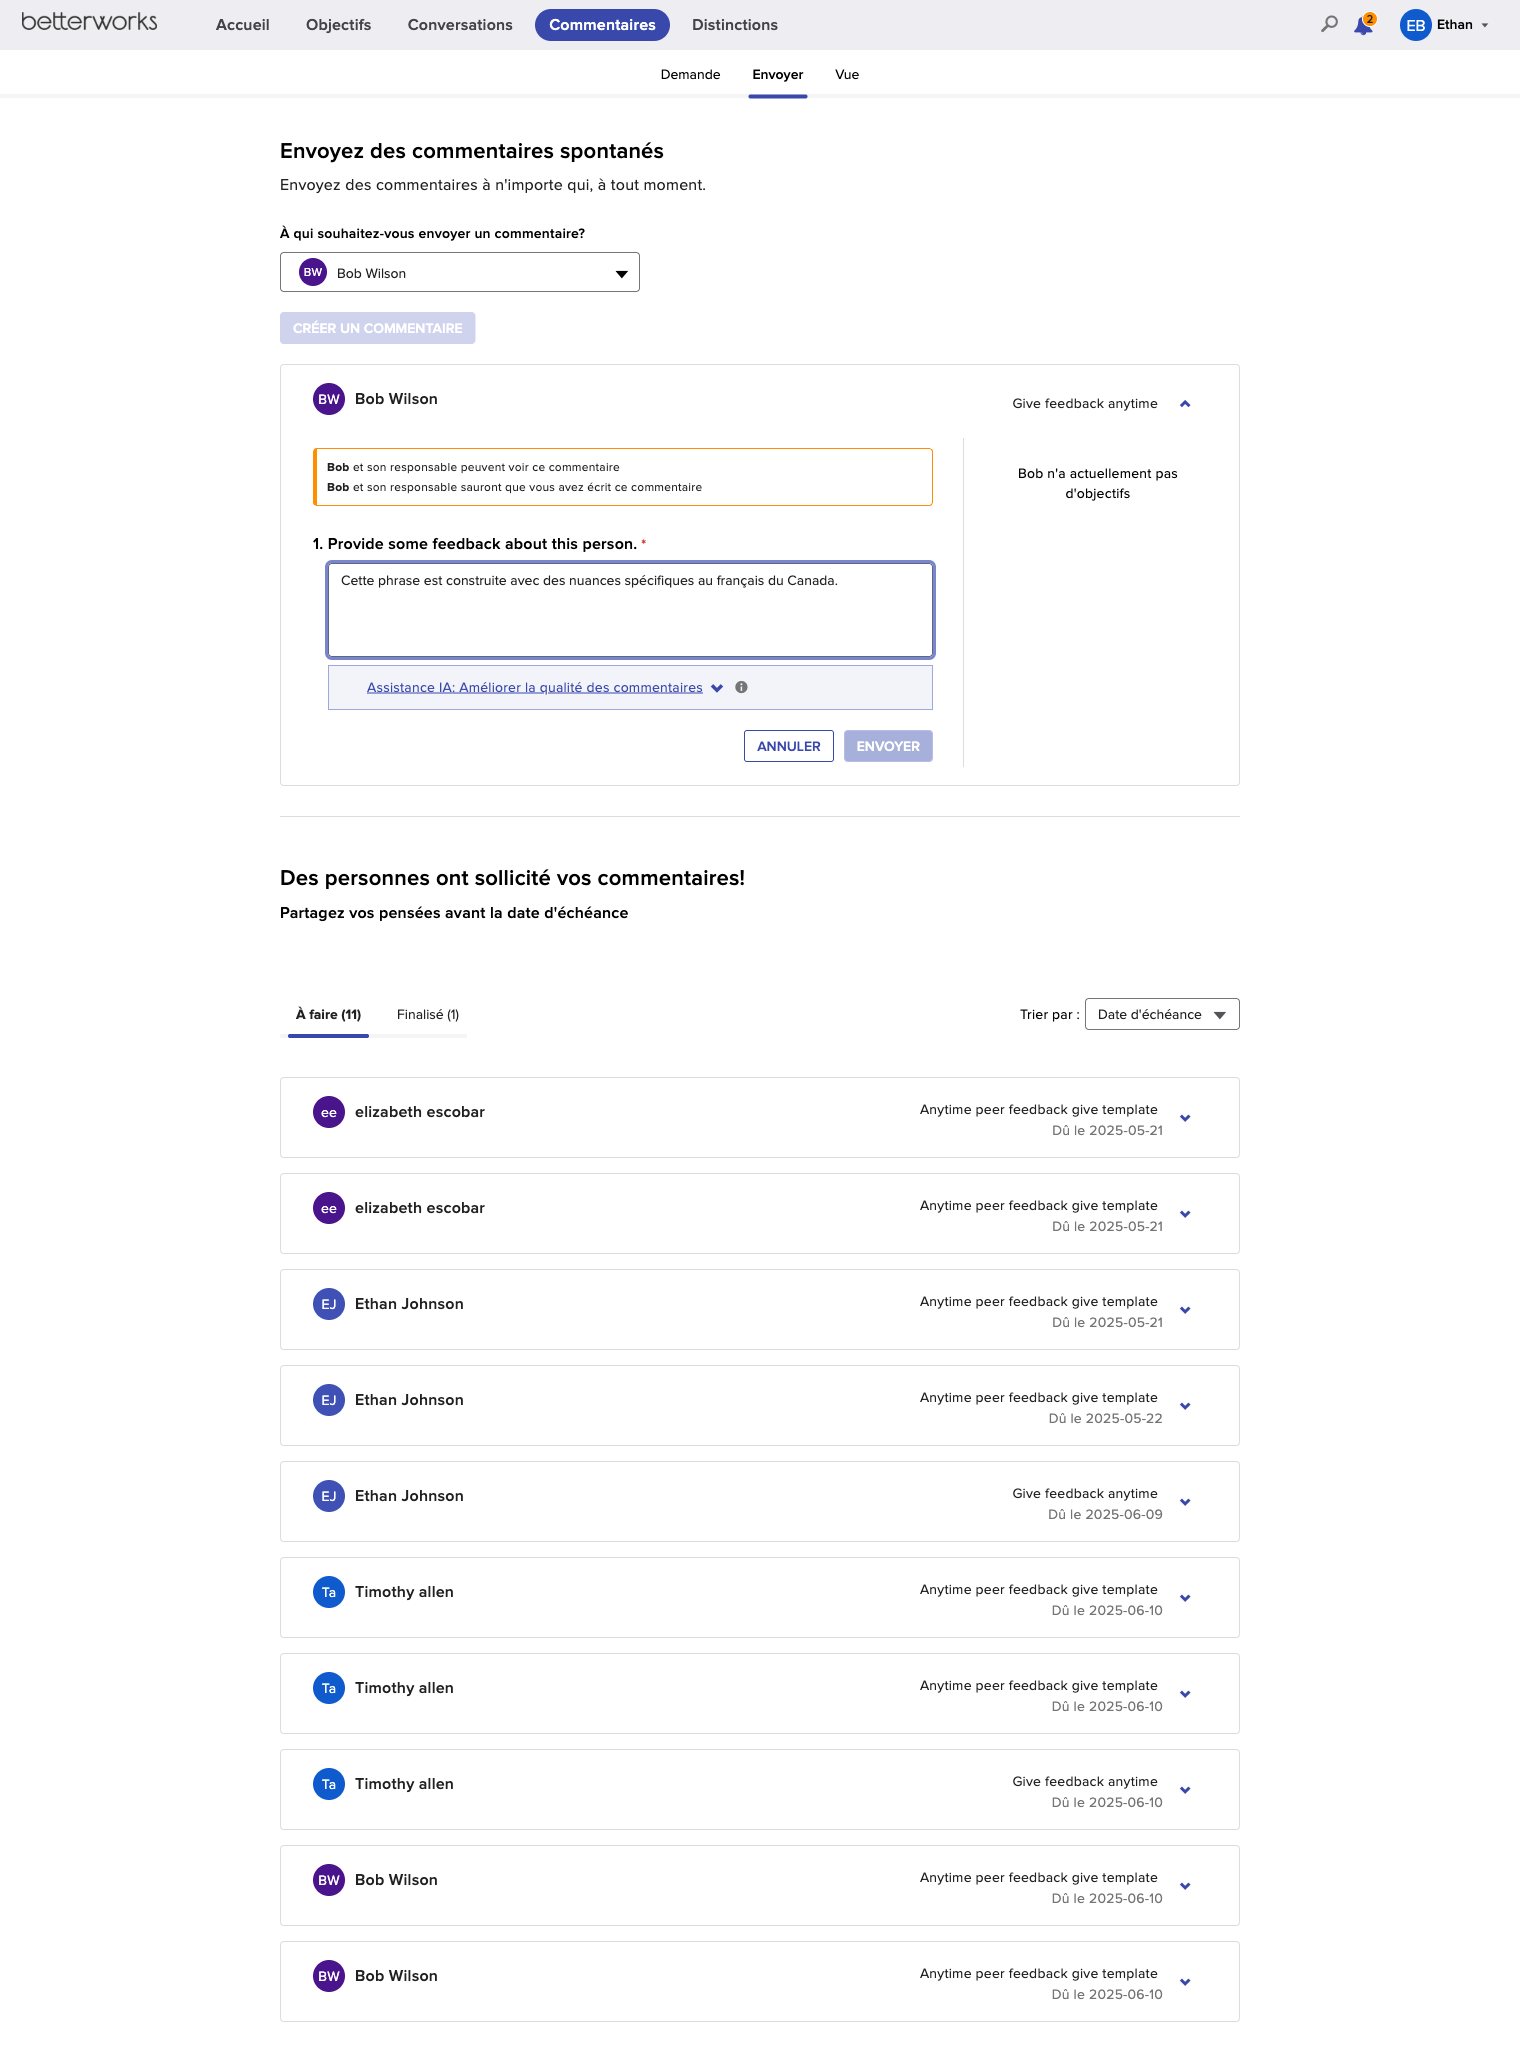 betterworks
Accueil
Objectifs
Conversations
Commentaires
Distinctions
2
EB
Ethan
Demande
Envoyer
Vue
Envoyez des commentaires spontanés
Envoyez des commentaires à n'importe qui, à tout moment.
À qui souhaitez-vous envoyer un commentaire?
BW
Bob Wilson
CRÉER UN COMMENTAIRE
BW
Bob Wilson
Give feedback anytime
Bob et son responsable peuvent voir ce commentaire
Bob et son responsable sauront que vous avez écrit ce commentaire
Bob n'a actuellement pas
d'objectifs
1. Provide some feedback about this person. *
Cette phrase est construite avec des nuances spécifiques au français du Canada.
Assistance IA: Améliorer la qualité des commentaires
ANNULER
ENVOYER
Des personnes ont sollicité vos commentaires!
Partagez vos pensées avant la date d'échéance
À faire (11)
Finalisé (1)
Trier par :
Date d'échéance
ee
elizabeth escobar
Anytime peer feedback give template
Dû le 2025-05-21
ee
elizabeth escobar
Anytime peer feedback give template
Dû le 2025-05-21
EJ
Ethan Johnson
Anytime peer feedback give template
Dû le 2025-05-21
EJ
Ethan Johnson
Anytime peer feedback give template
Dû le 2025-05-22
EJ
Ethan Johnson
Give feedback anytime
Dû le 2025-06-09
Ta
Timothy allen
Anytime peer feedback give template
Dû le 2025-06-10
Ta
Timothy allen
Anytime peer feedback give template
Dû le 2025-06-10
Ta
Timothy allen
Give feedback anytime
Dû le 2025-06-10
BW
Bob Wilson
Anytime peer feedback give template
Dû le 2025-06-10
BW
Bob Wilson
Anytime peer feedback give template
Dû le 2025-06-10